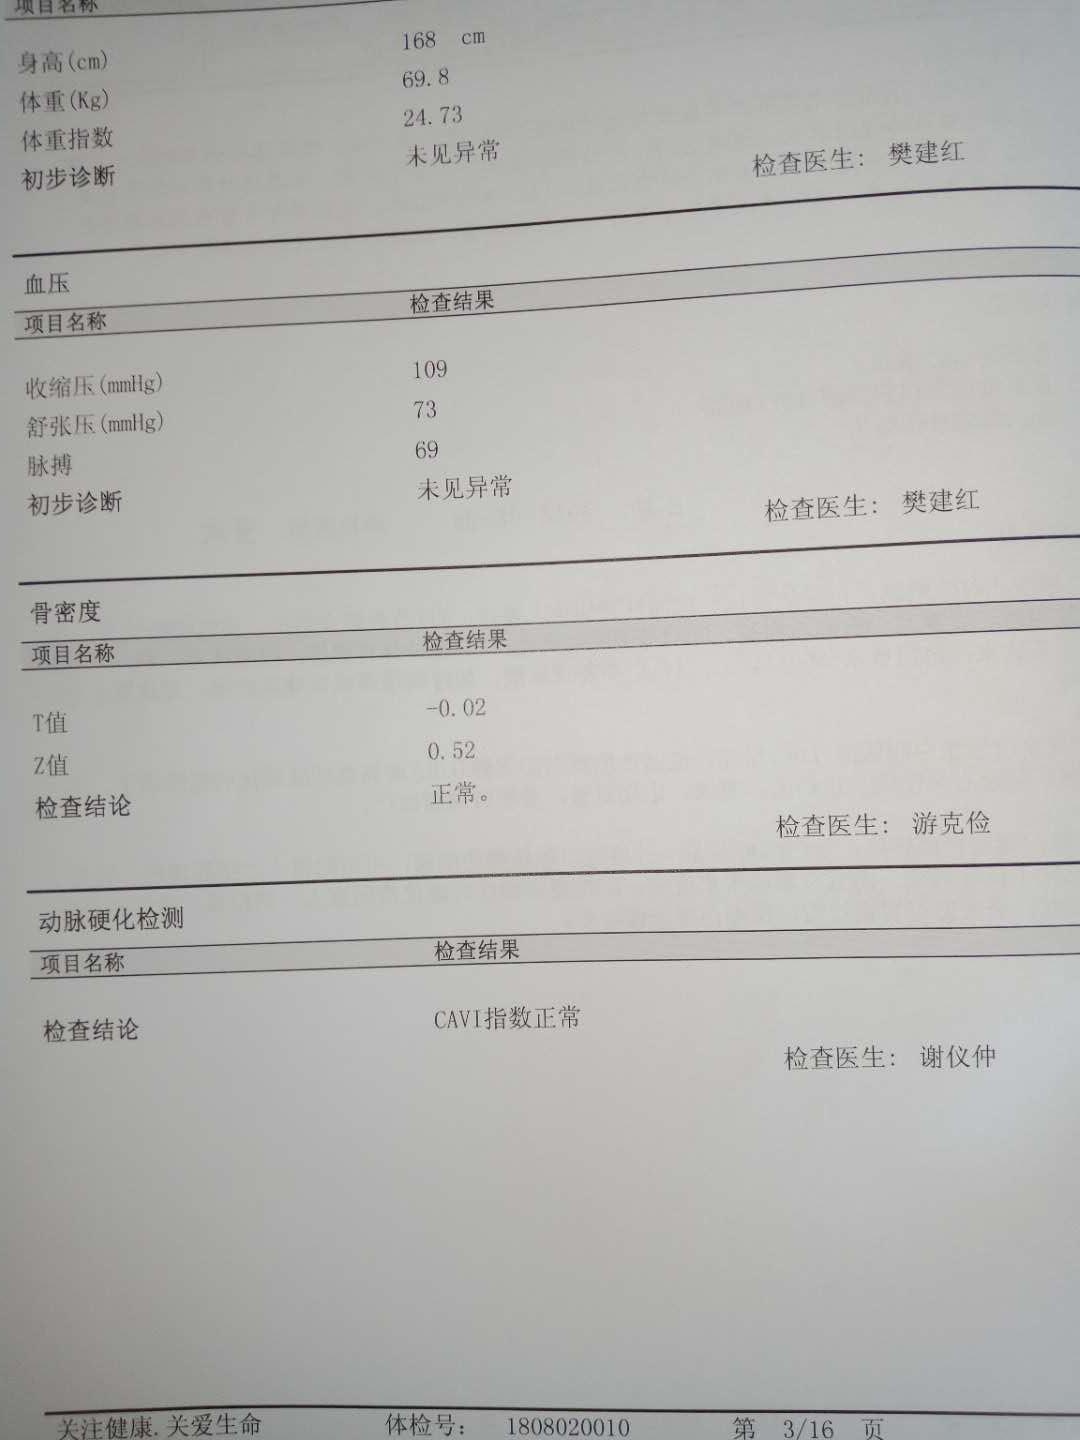 项目名称
身高(cm) 168 cm
体重(Kg) 69.8
体重指数 24.73
初步诊断 未见异常
检查医生: 樊建红
血压
项目名称 检查结果
收缩压(mmHg) 109
舒张压(mmHg) 73
脉搏 69
初步诊断 未见异常
检查医生: 樊建红
骨密度
项目名称 检查结果
T值 -0.02
Z值 0.52
检查结论 正常。
检查医生: 游克俭
动脉硬化检测
项目名称 检查结果
检查结论 CAVI指数正常
检查医生: 谢仪仲
关注健康.关爱生命 体检号: 1808020010 第 3/16 页